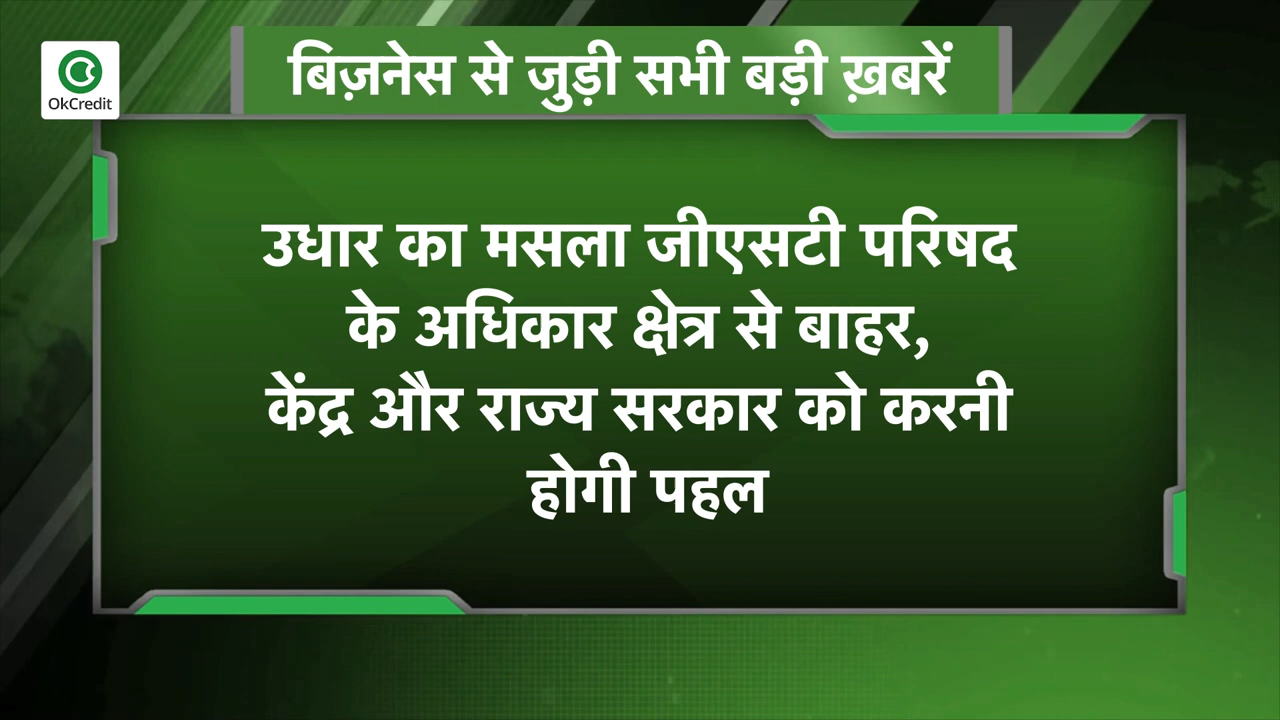 बिज़नेस से जुड़ी सभी बड़ी ख़बरें
OkCredit
उधार का मसला जीएसटी परिषद
के अधिकार क्षेत्र से बाहर,
केंद्र और राज्य सरकार को करनी
होगी पहल